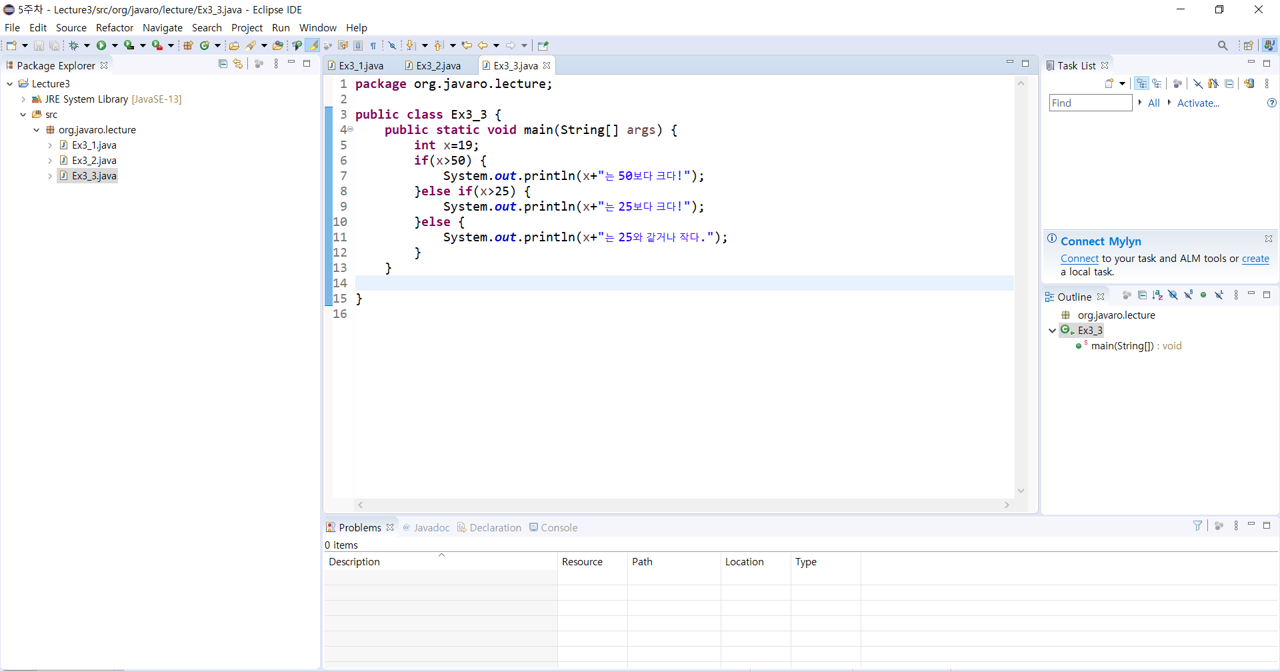 5주차 - Lecture3/src/org/javaro/lecture/Ex3_3.java - Eclipse IDE
File Edit Source Refactor Navigate Search Project Run Window Help
Package Explorer
Lecture3
JRE System Library [JavaSE-13]
src
org.javaro.lecture
Ex3_1.java
Ex3_2.java
Ex3_3.java
Ex3_1.java Ex3_2.java Ex3_3.java
1 package org.javaro.lecture;
2
3 public class Ex3_3 {
4 public static void main(String[] args) {
5 int x=19;
6 if(x>50) {
7 System.out.println(x+"는 50보다 크다!");
8 }else if(x>25) {
9 System.out.println(x+"는 25보다 크다!");
10 }else {
11 System.out.println(x+"는 25와 같거나 작다.");
12 }
13 }
14
15 }
16
Task List
Find All Activate...
Connect Mylyn
Connect to your task and ALM tools or create
a local task.
Outline
org.javaro.lecture
Ex3_3
main(String[]) : void
Problems Javadoc Declaration Console
0 items
Description Resource Path Location Type